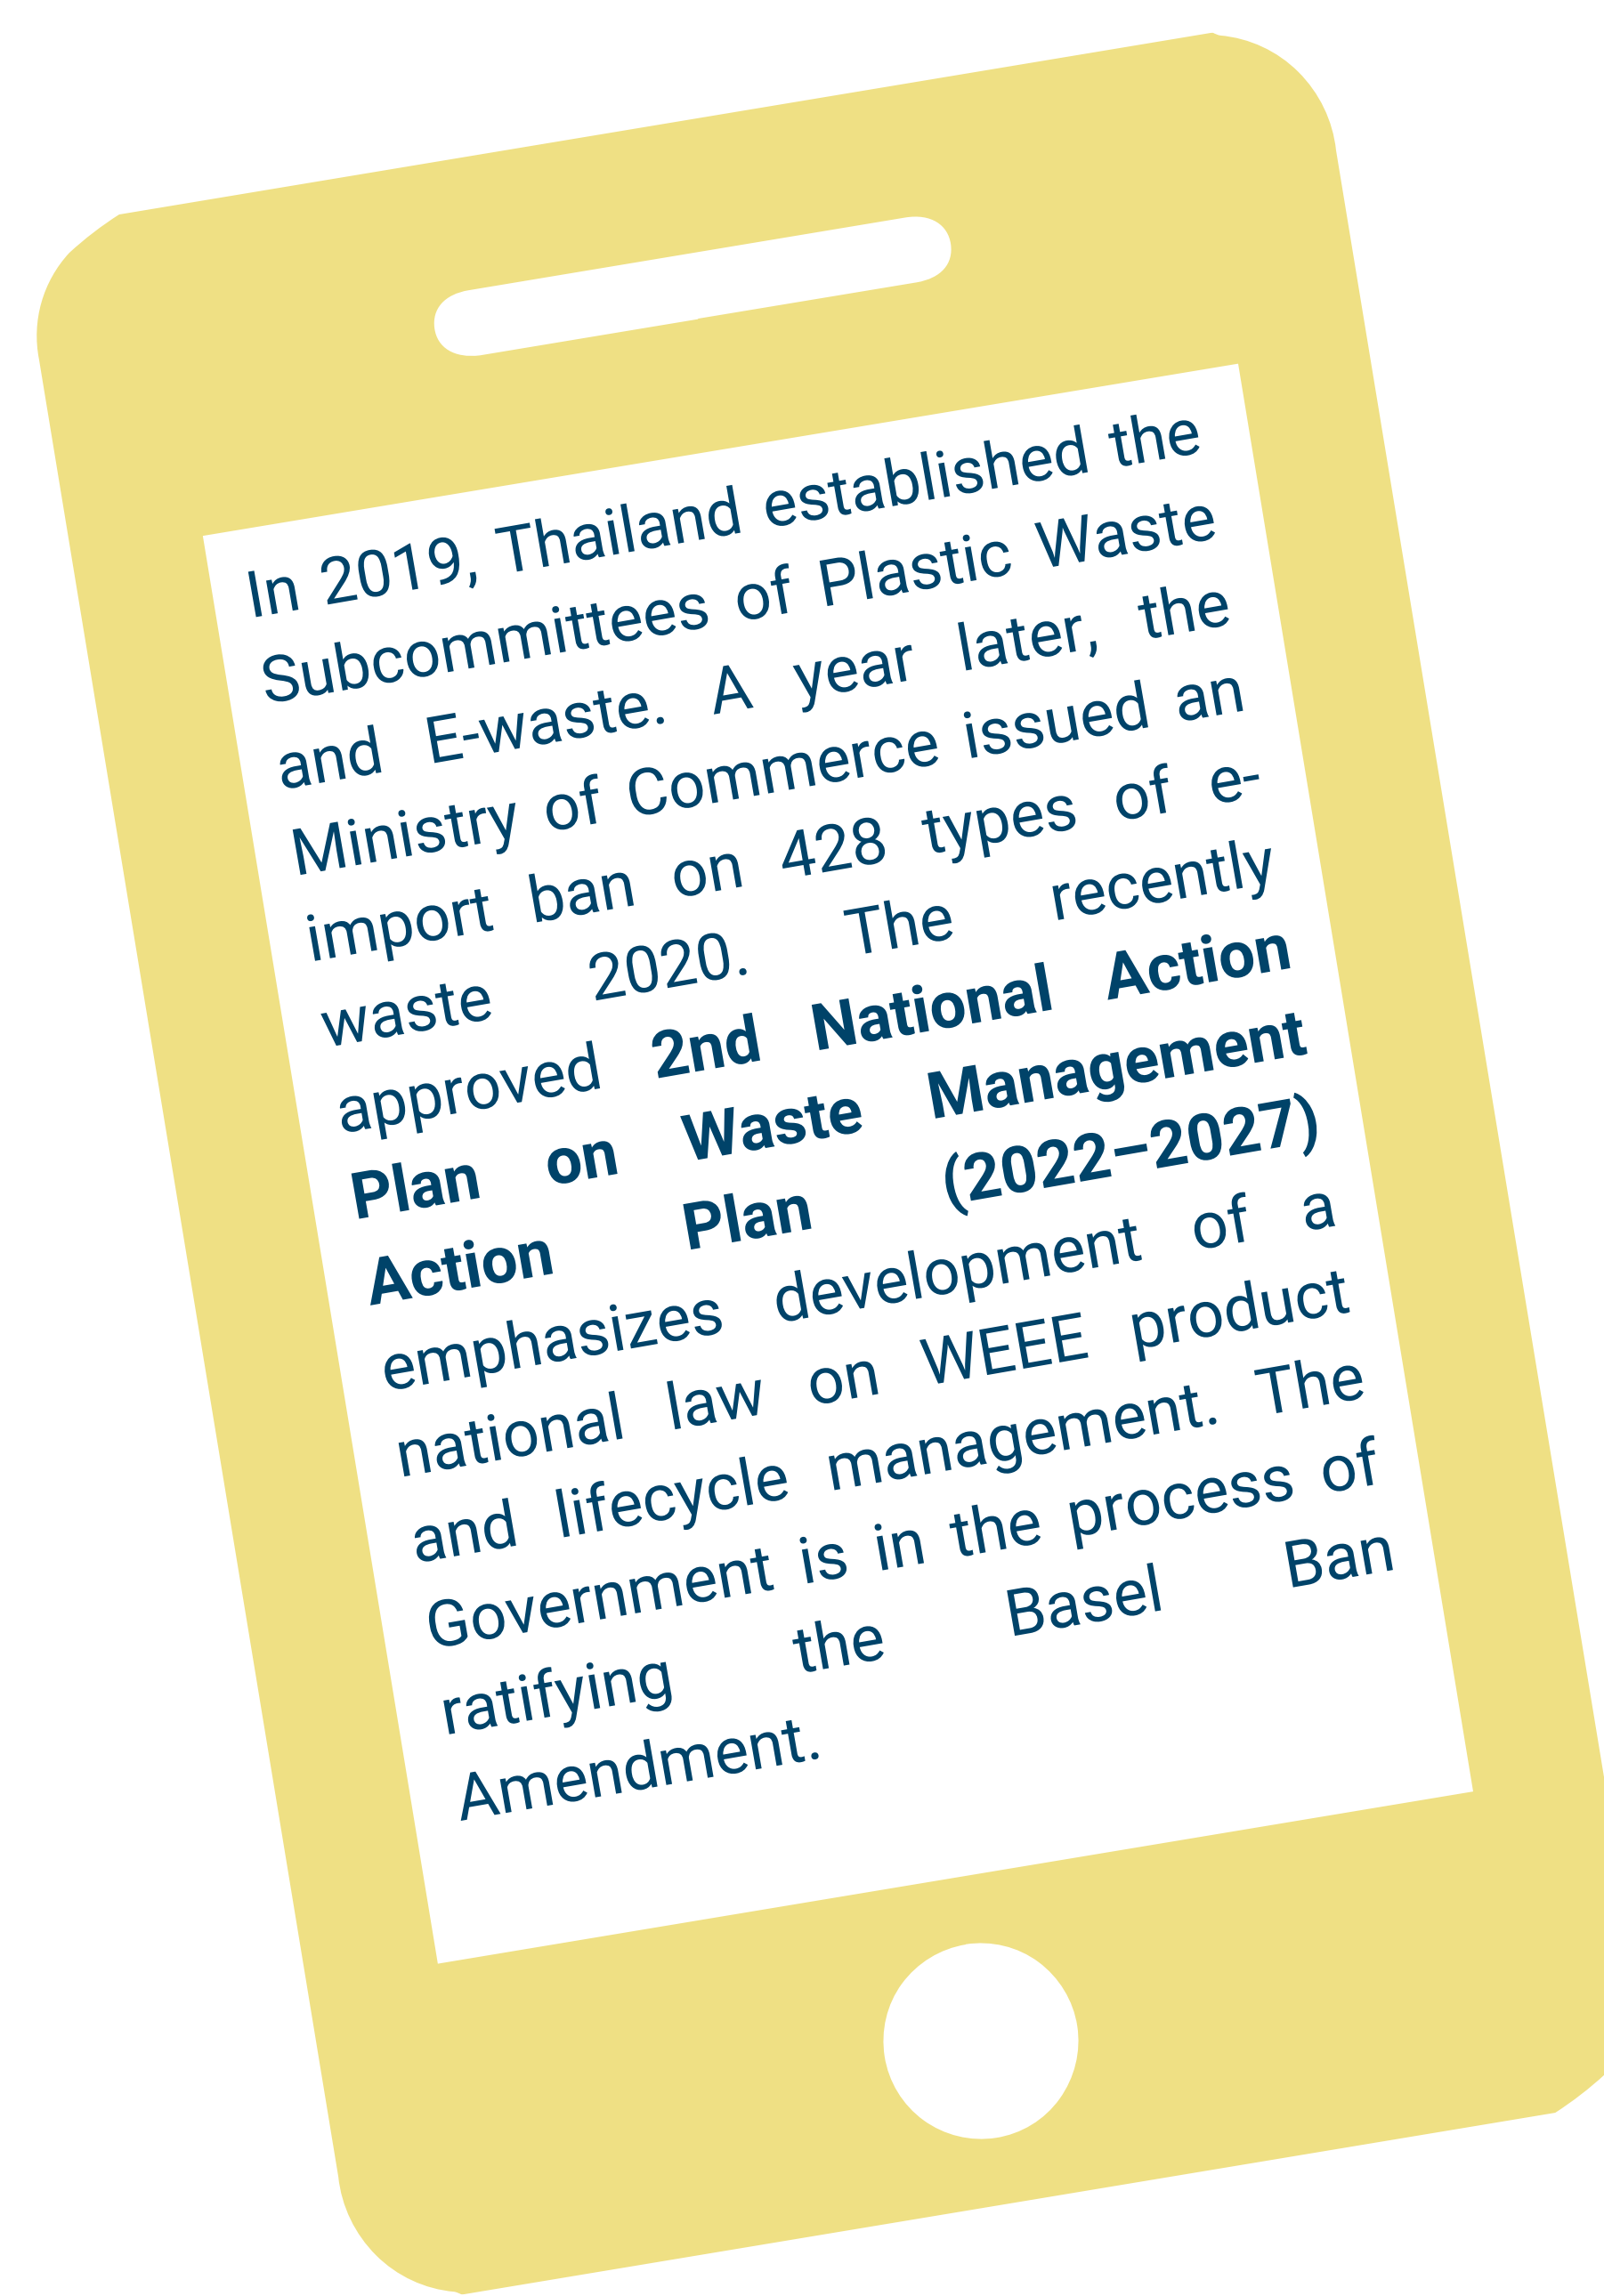 In 2019, Thailand established the
Subcommittees of Plastic Waste
and E-waste. A year later, the
Ministry of Commerce issued an
import ban on 428 types of e-
waste 2020. The recently
approved 2nd National Action
Plan on Waste Management
Action Plan (2022–2027)
emphasizes development of a
national law on WEEE product
and lifecycle management. The
Government is in the process of
ratifying the Basel Ban
Amendment.